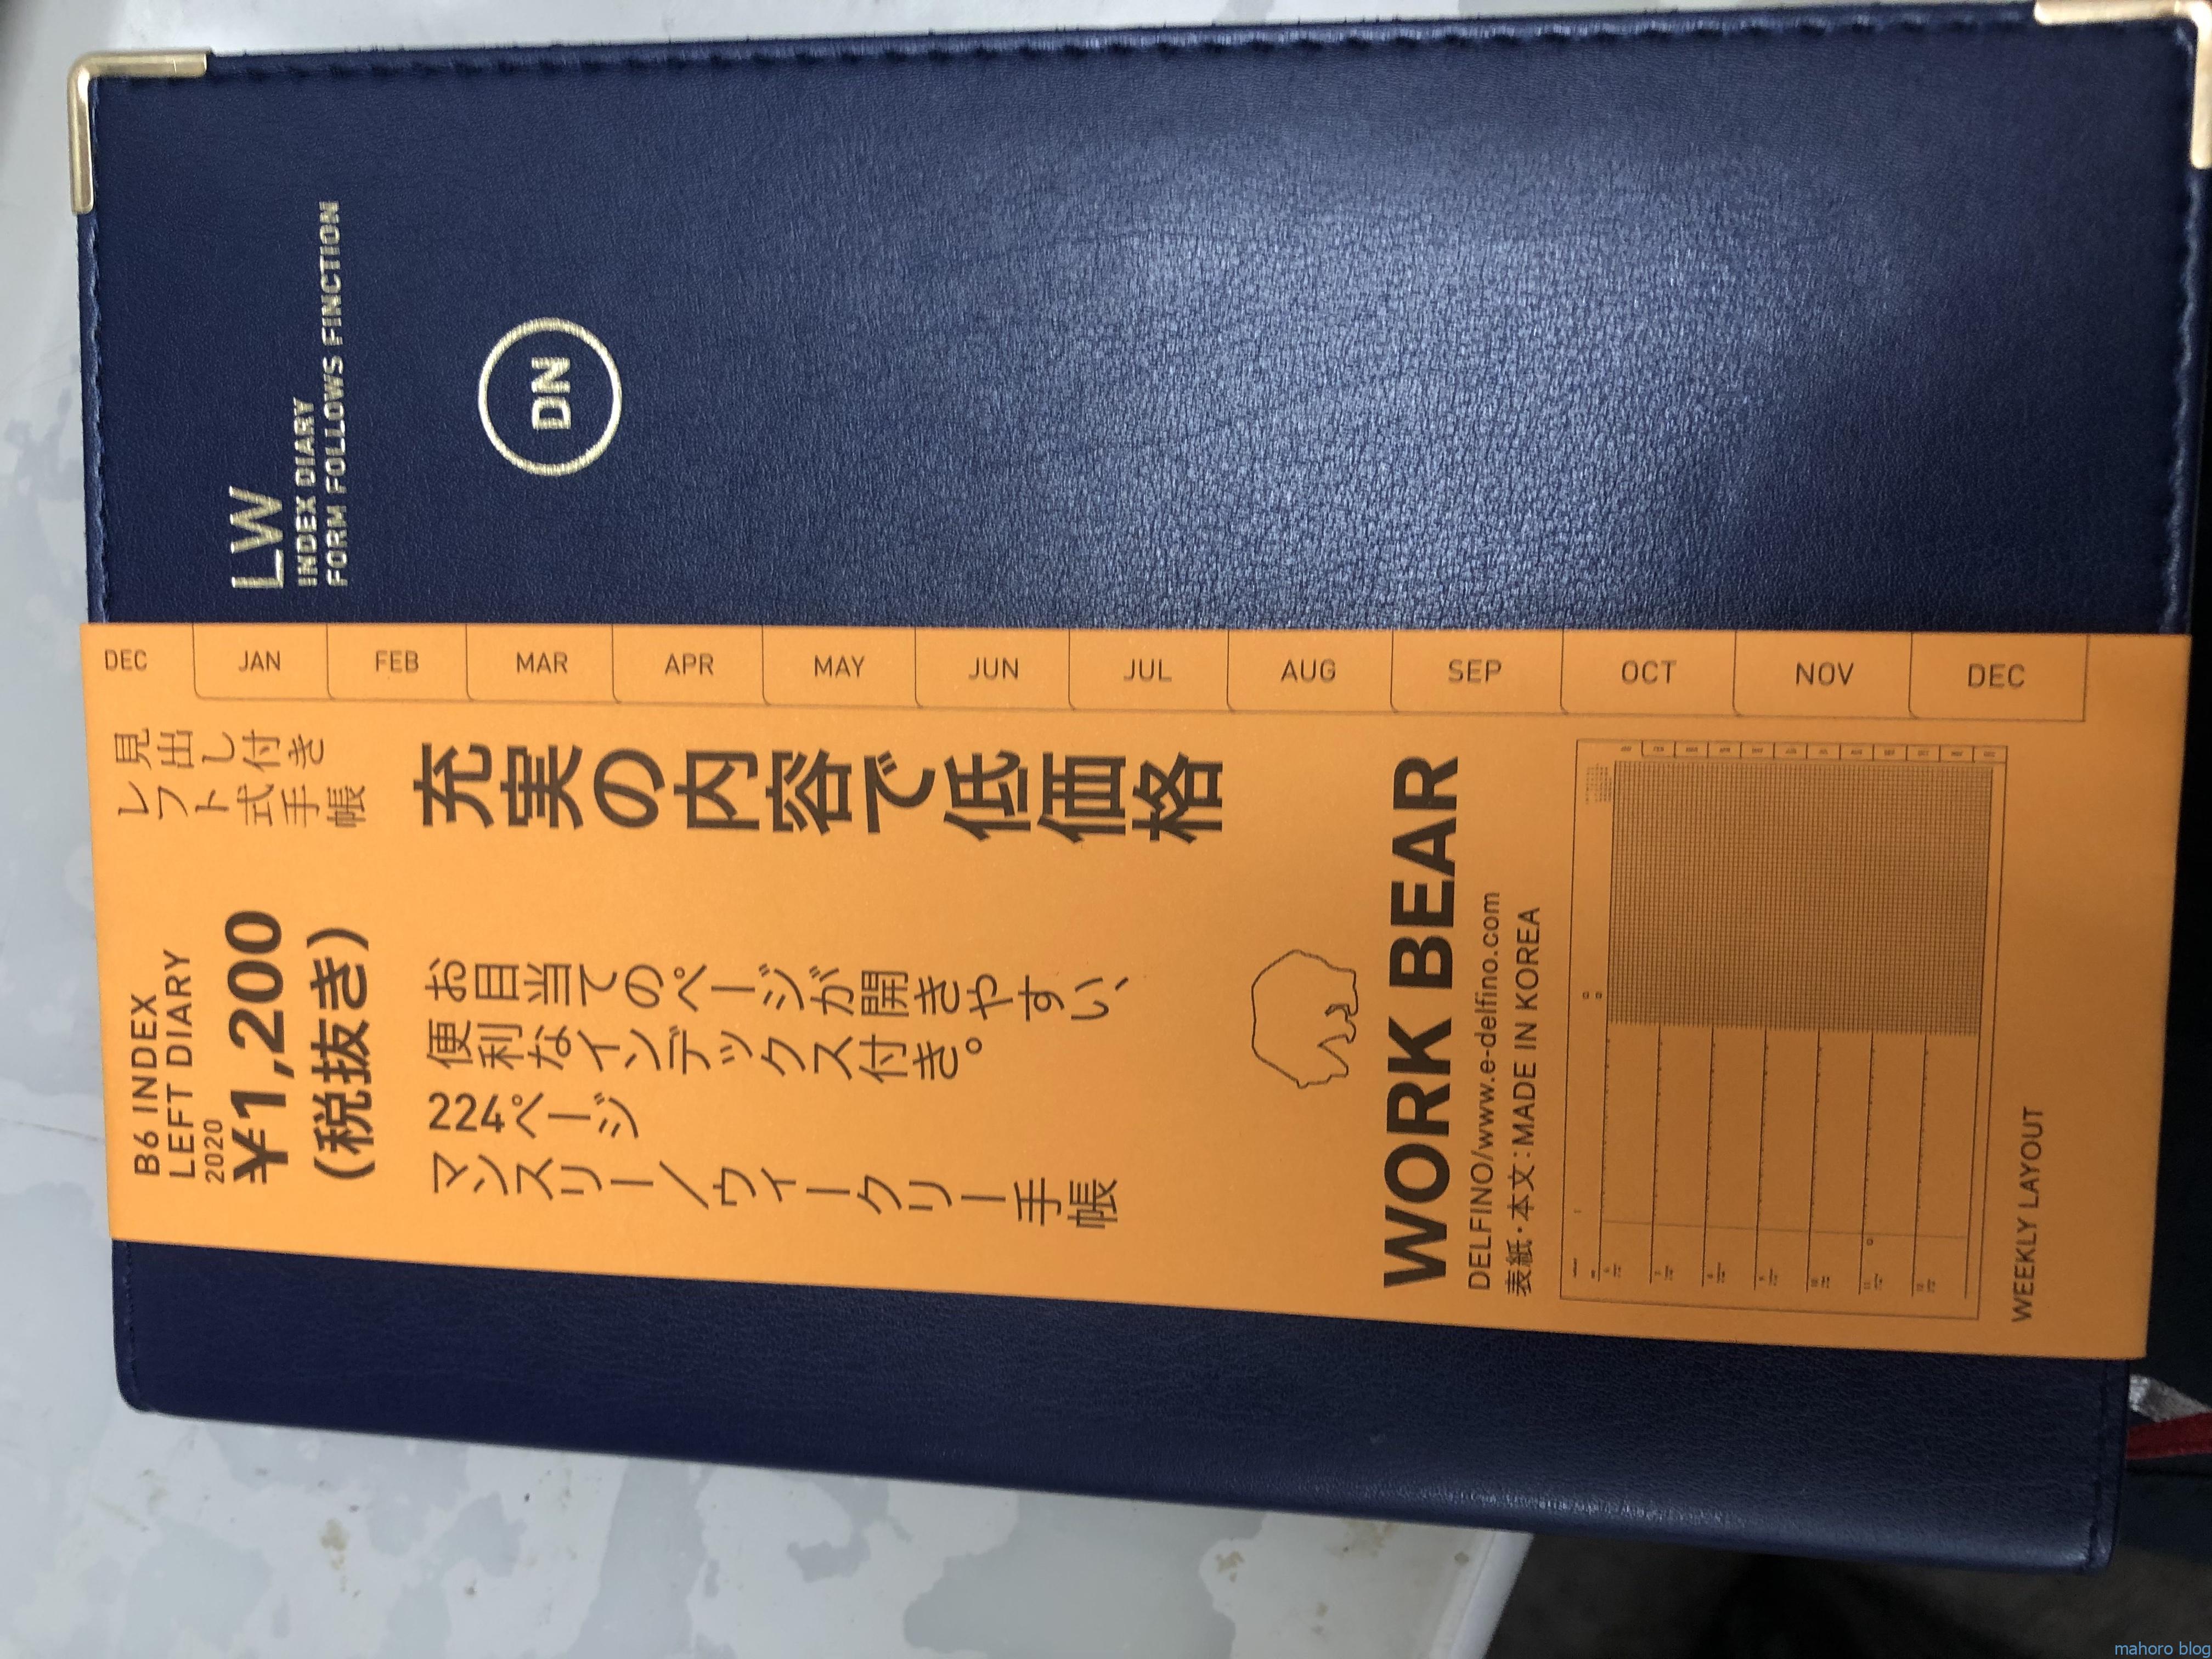 LW
INDEX DIARY
FORM FOLLOWS FINCTION
DN
B6 INDEX
LEFT DIARY
2020
¥1,200
(税抜き)
見出し付き
レフト式手帳
充実の内容で低価格
お目当てのページが開きやすい、
便利なインデックス付き。
224ページ
マンスリー/ウィークリー手帳
WORK BEAR
DELFINO/www.e-delfino.com
表紙・本文:MADE IN KOREA
WEEKLY LAYOUT
DEC
JAN
FEB
MAR
APR
MAY
JUN
JUL
AUG
SEP
OCT
NOV
DEC
mahoro blog